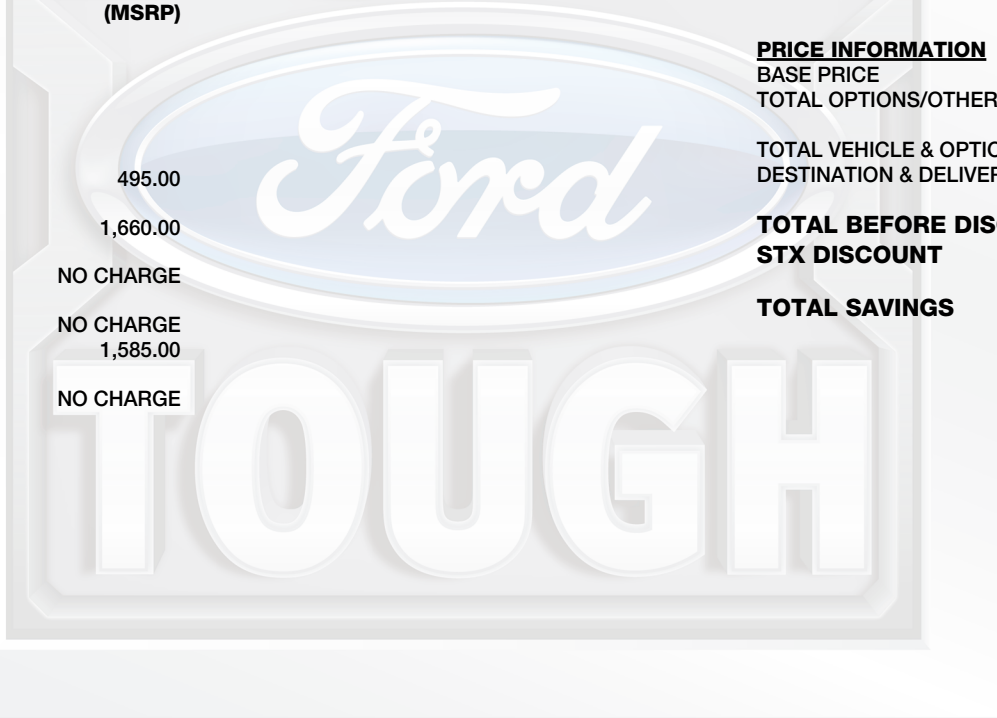 (MSRP)
495.00
1,660.00
NO CHARGE
NO CHARGE
1,585.00
NO CHARGE
PRICE INFORMATION
BASE PRICE
TOTAL OPTIONS/OTHER
TOTAL VEHICLE & OPTIO
DESTINATION & DELIVER
TOTAL BEFORE DISC
STX DISCOUNT
TOTAL SAVINGS
Ford
TOUGH